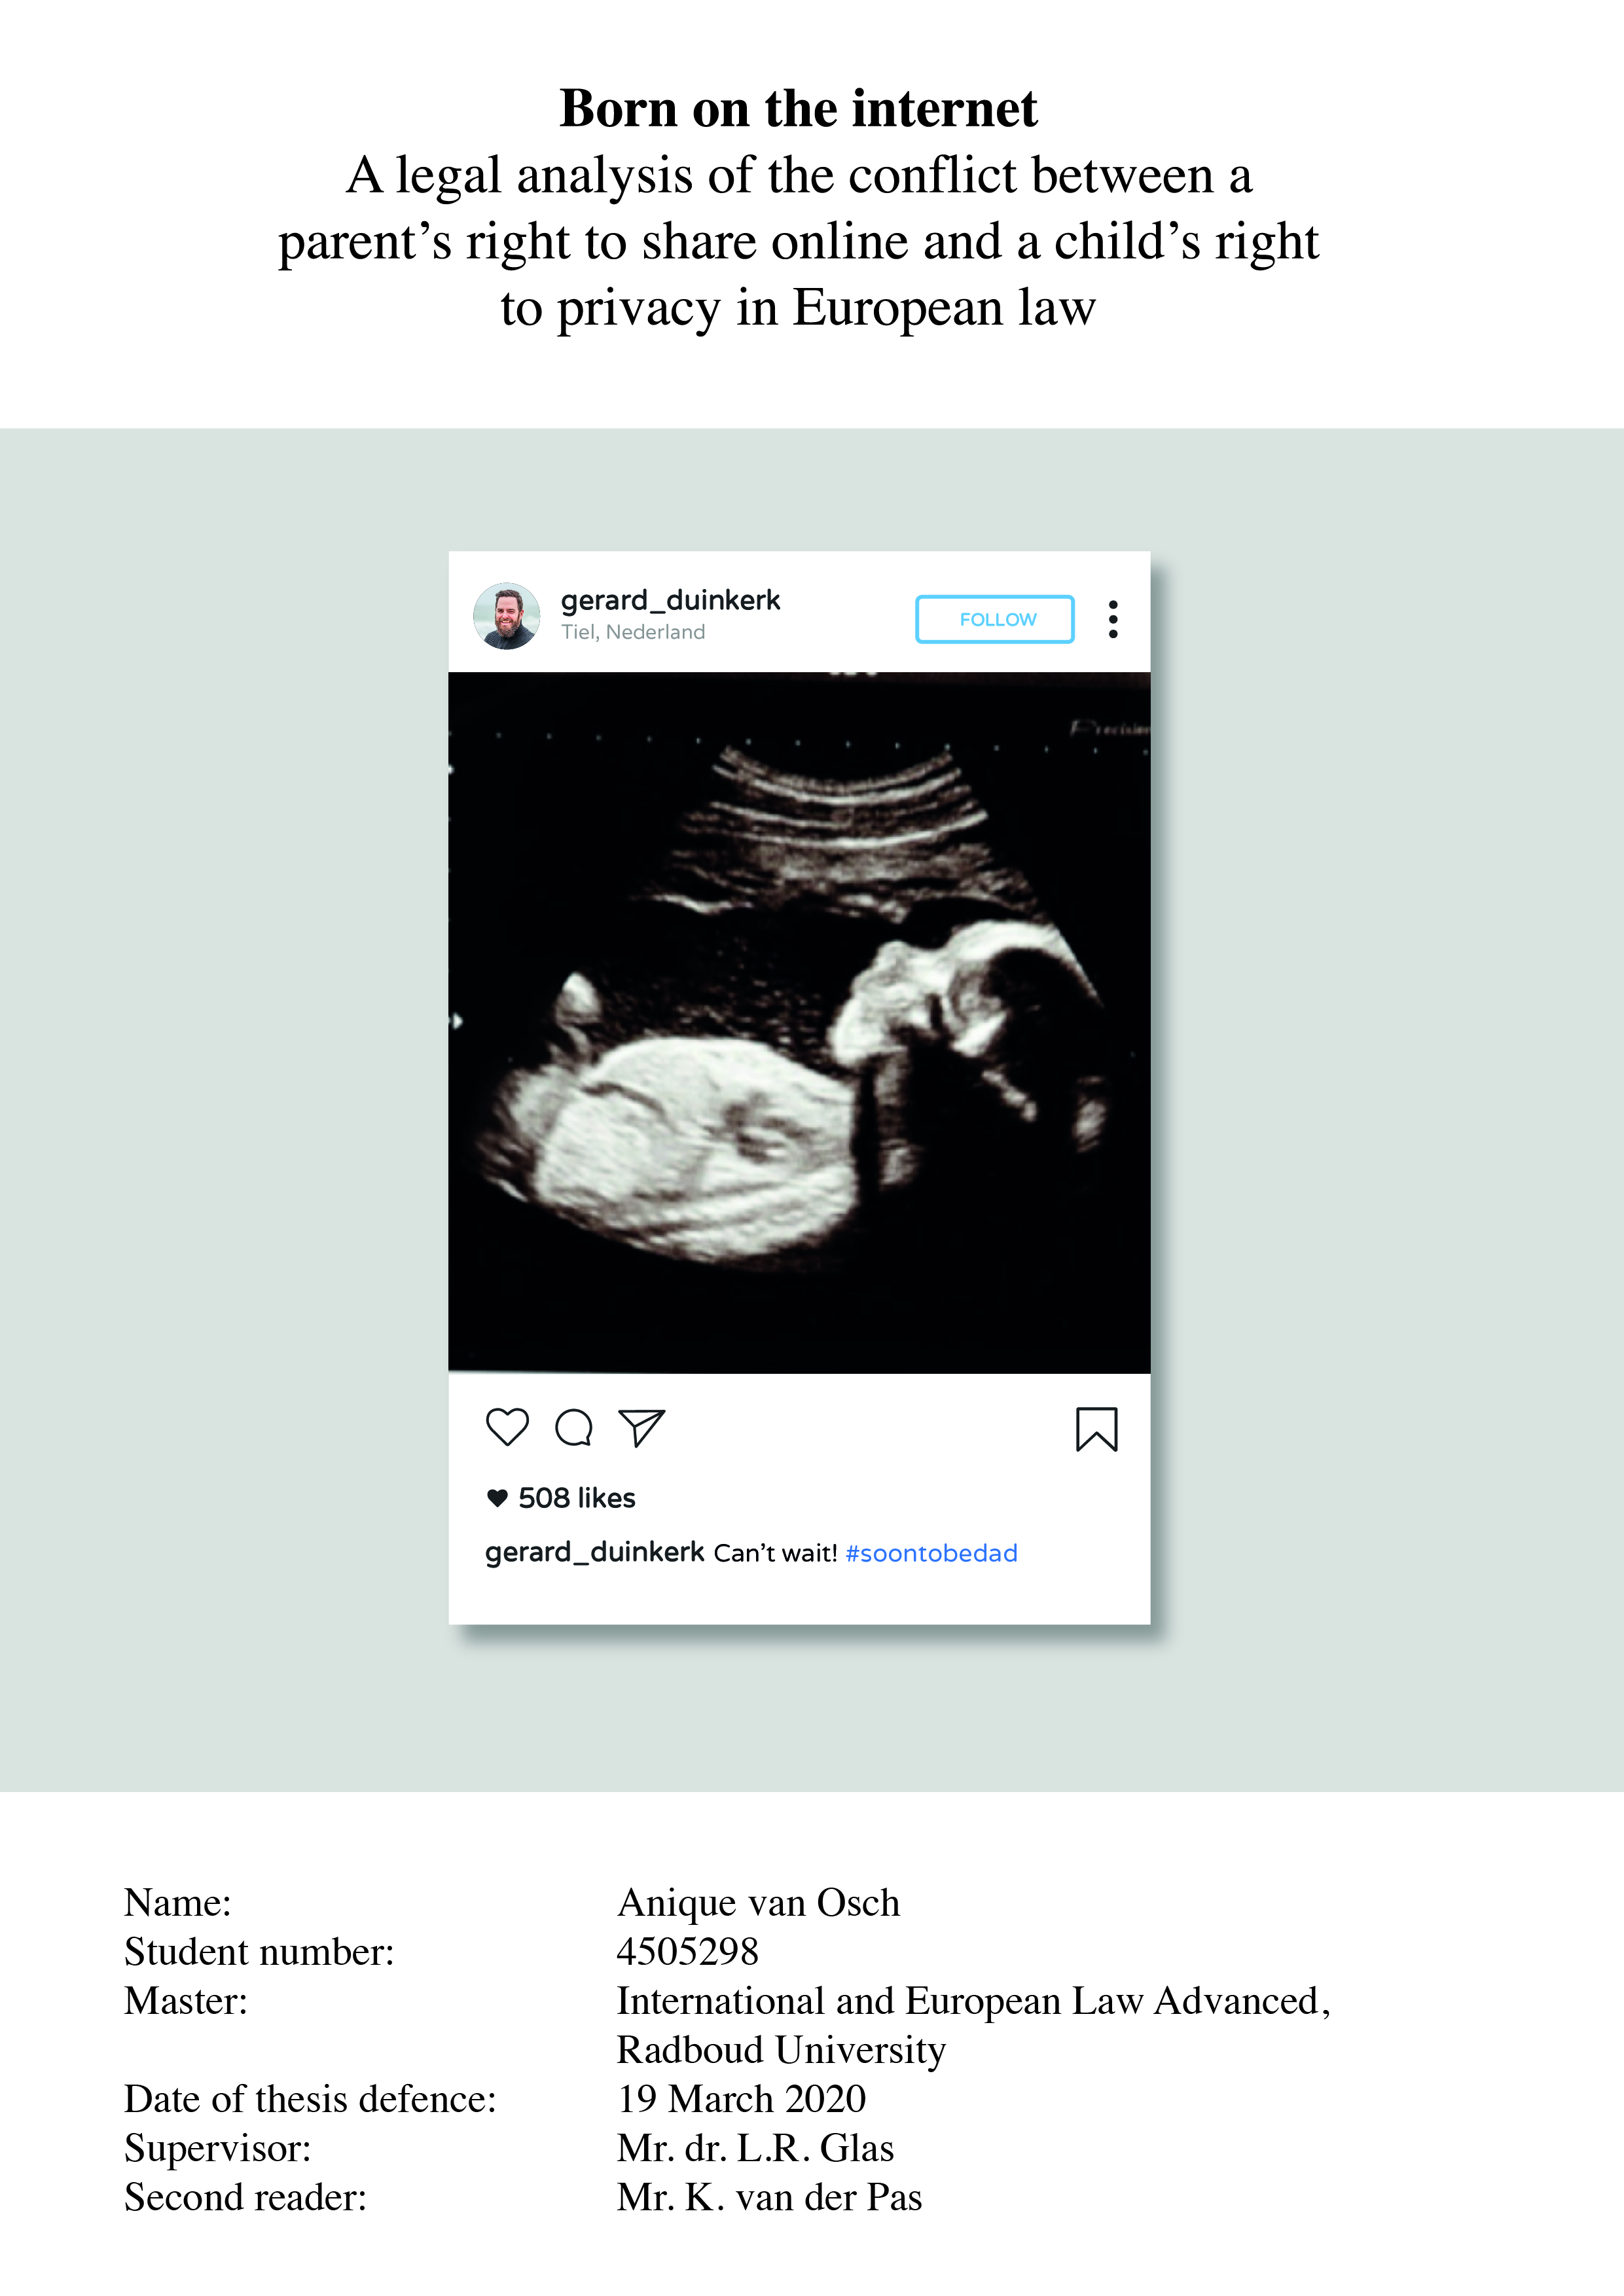 Born on the internet
A legal analysis of the conflict between a
parent’s right to share online and a child’s right
to privacy in European law
gerard_duinkerk
Tiel, Nederland
FOLLOW
gerard_duinkerk Can’t wait! #soontobedad
508 likes
Name: Anique van Osch
Student number: 4505298
Master: International and European Law Advanced,
Radboud University
Date of thesis defence: 19 March 2020
Supervisor: Mr. dr. L.R. Glas
Second reader: Mr. K. van der Pas